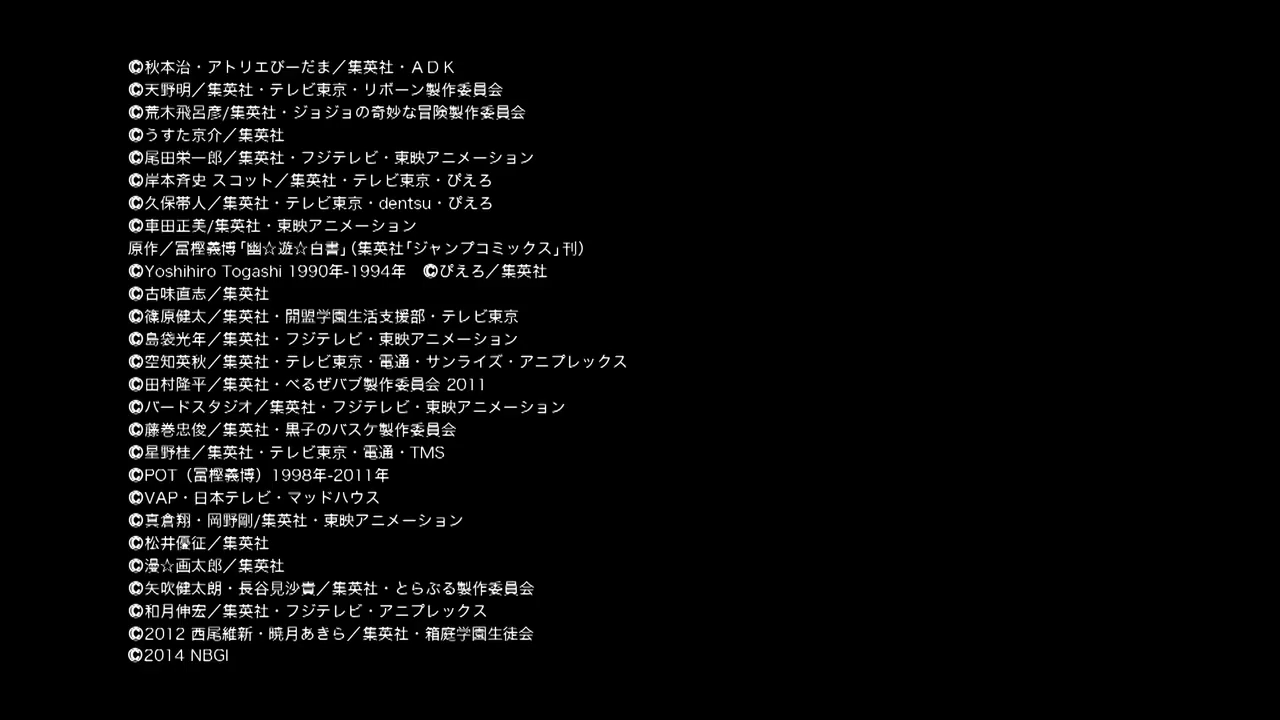 ©秋本治・アトリエびーだま／集英社・ＡＤＫ
©天野明／集英社・テレビ東京・リボーン製作委員会
©荒木飛呂彦/集英社・ジョジョの奇妙な冒険製作委員会
©うすた京介／集英社
©尾田栄一郎／集英社・フジテレビ・東映アニメーション
©岸本斉史 スコット／集英社・テレビ東京・ぴえろ
©久保帯人／集英社・テレビ東京・dentsu・ぴえろ
©車田正美/集英社・東映アニメーション
原作／冨樫義博「幽☆遊☆白書」（集英社「ジャンプコミックス」刊）
©Yoshihiro Togashi 1990年-1994年　©ぴえろ／集英社
©古味直志／集英社
©篠原健太／集英社・開盟学園生活支援部・テレビ東京
©島袋光年／集英社・フジテレビ・東映アニメーション
©空知英秋／集英社・テレビ東京・電通・サンライズ・アニプレックス
©田村隆平／集英社・べるぜバブ製作委員会 2011
©バードスタジオ／集英社・フジテレビ・東映アニメーション
©藤巻忠俊／集英社・黒子のバスケ製作委員会
©星野桂／集英社・テレビ東京・電通・TMS
©POT（冨樫義博）1998年-2011年
©VAP・日本テレビ・マッドハウス
©真倉翔・岡野剛/集英社・東映アニメーション
©松井優征／集英社
©漫☆画太郎／集英社
©矢吹健太朗・長谷見沙貴／集英社・とらぶる製作委員会
©和月伸宏／集英社・フジテレビ・アニプレックス
©2012 西尾維新・暁月あきら／集英社・箱庭学園生徒会
©2014 NBGI